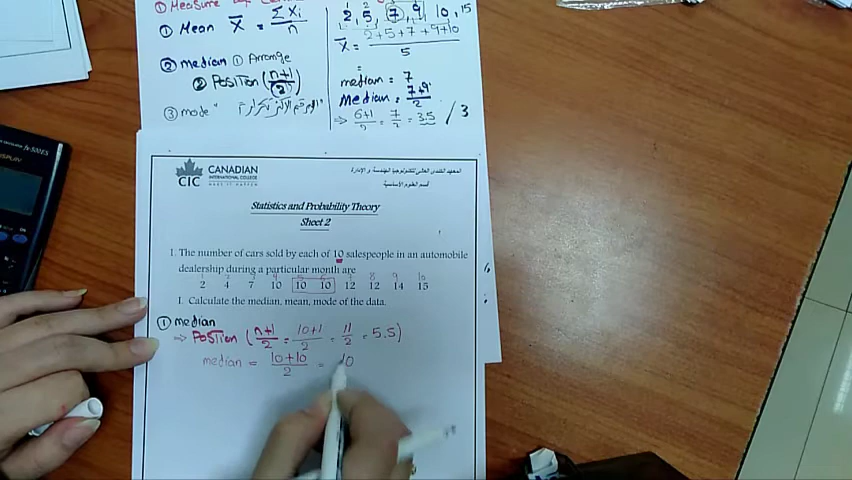 ① Mean X̄ = ΣXi / n
② median ① Arrange
② Position (n+1 / 2)
③ mode
2, 5, 7, 9, 10, 15
X̄ = 2+5+7+9+10 / 5
=
median = 7
Median = 7+9 / 2
⇒ 6+1 / 2 = 7 / 2 = 3.5 / 3
DISPLAY
CIC CANADIAN
INTERNATIONAL COLLEGE
قسم العلوم الاساسية
Statistics and Probability Theory
Sheet 2
1. The number of cars sold by each of 10 salespeople in an automobile
dealership during a particular month are
2 4 7 10 10 10 12 12 14 15
I. Calculate the median, mean, mode of the data.
① median
⇒ Position (n+1 / 2 = 10+1 / 2 = 11 / 2 = 5.5)
median = 10+10 / 2 = 10